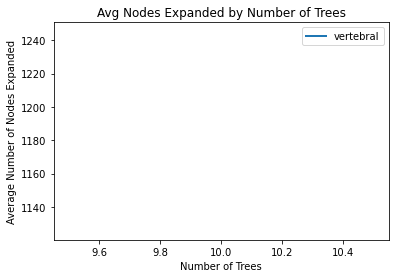 Avg Nodes Expanded by Number of Trees
vertebral
Average Number of Nodes Expanded
1240
1220
1200
1180
1160
1140
9.6 9.8 10.0 10.2 10.4
Number of Trees